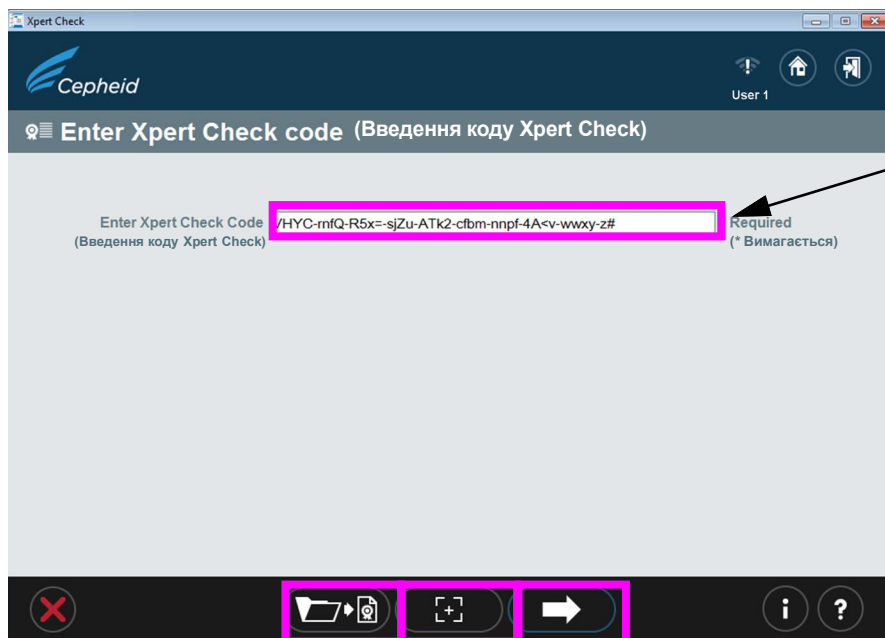 Xpert Check
Cepheid
User 1
Enter Xpert Check code (Введення коду Xpert Check)
Enter Xpert Check Code /HYC-rnfQ-R5x=-sjZu-ATk2-cfbm-nnpf-4A<v-wwxy-z# Required
(Введення коду Xpert Check) (* Вимагається)